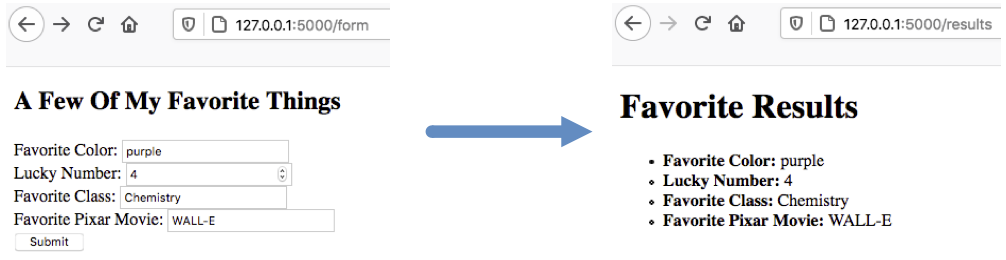 127.0.0.1:5000/form
A Few Of My Favorite Things
Favorite Color: purple
Lucky Number: 4
Favorite Class: Chemistry
Favorite Pixar Movie: WALL-E
Submit
127.0.0.1:5000/results
Favorite Results
• Favorite Color: purple
• Lucky Number: 4
• Favorite Class: Chemistry
• Favorite Pixar Movie: WALL-E